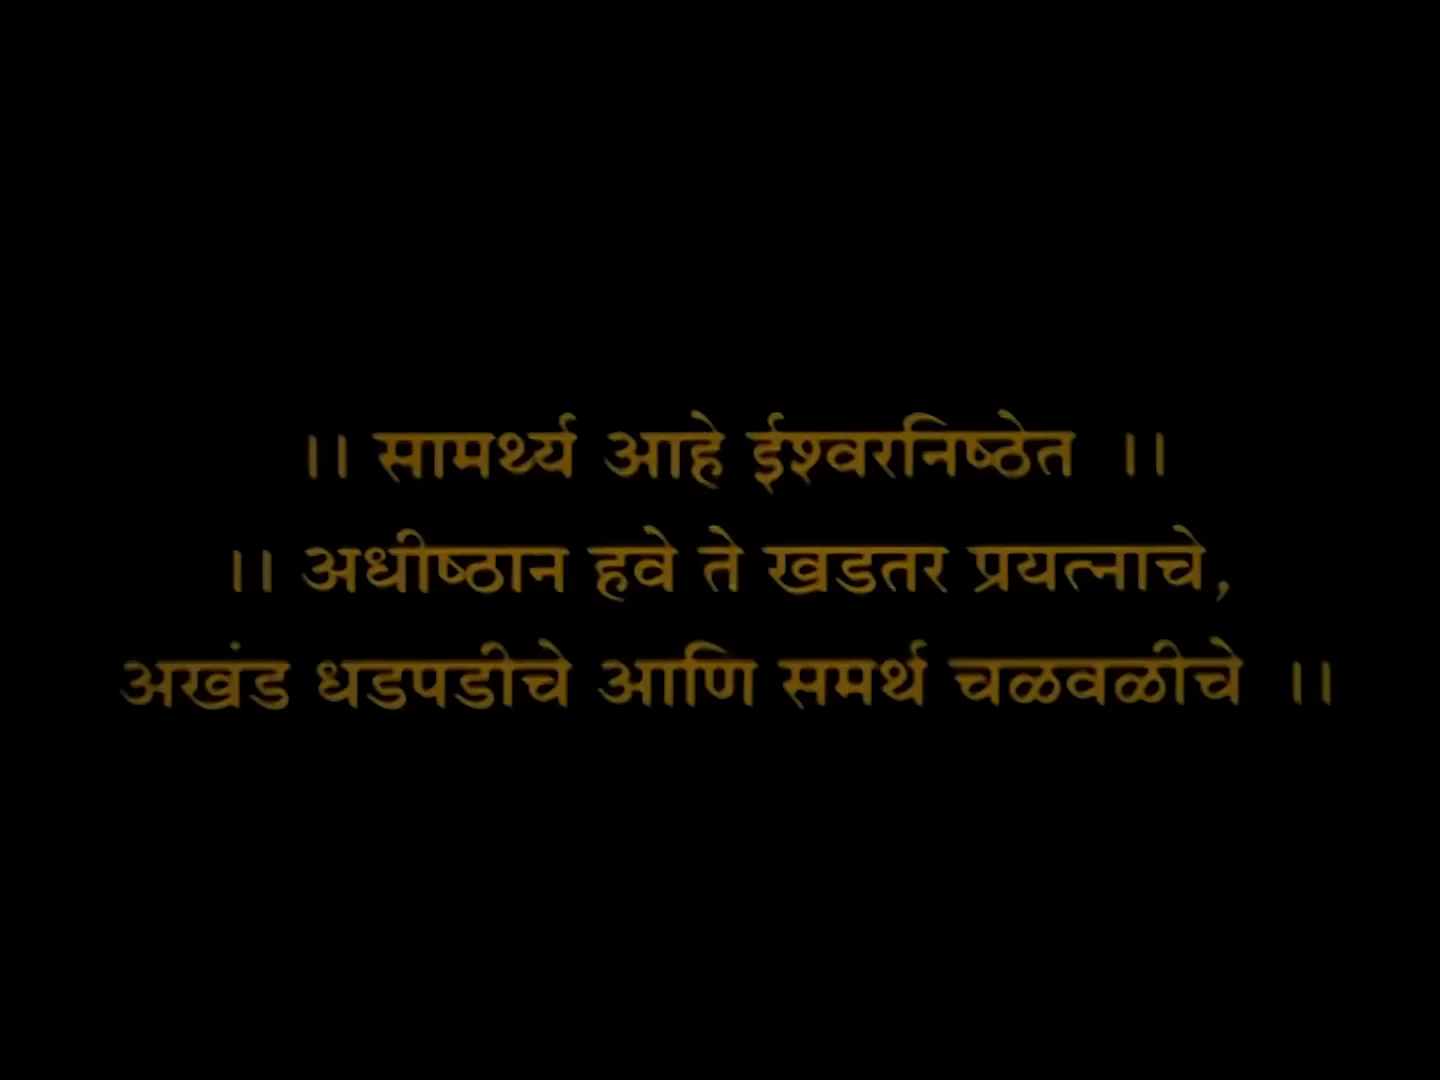 ।। सामर्थ्य आहे ईश्वरनिष्ठेत ।।
।। अधीष्ठान हवे ते खडतर प्रयत्नाचे,
अखंड धडपडीचे आणि समर्थ चळवळीचे ।।